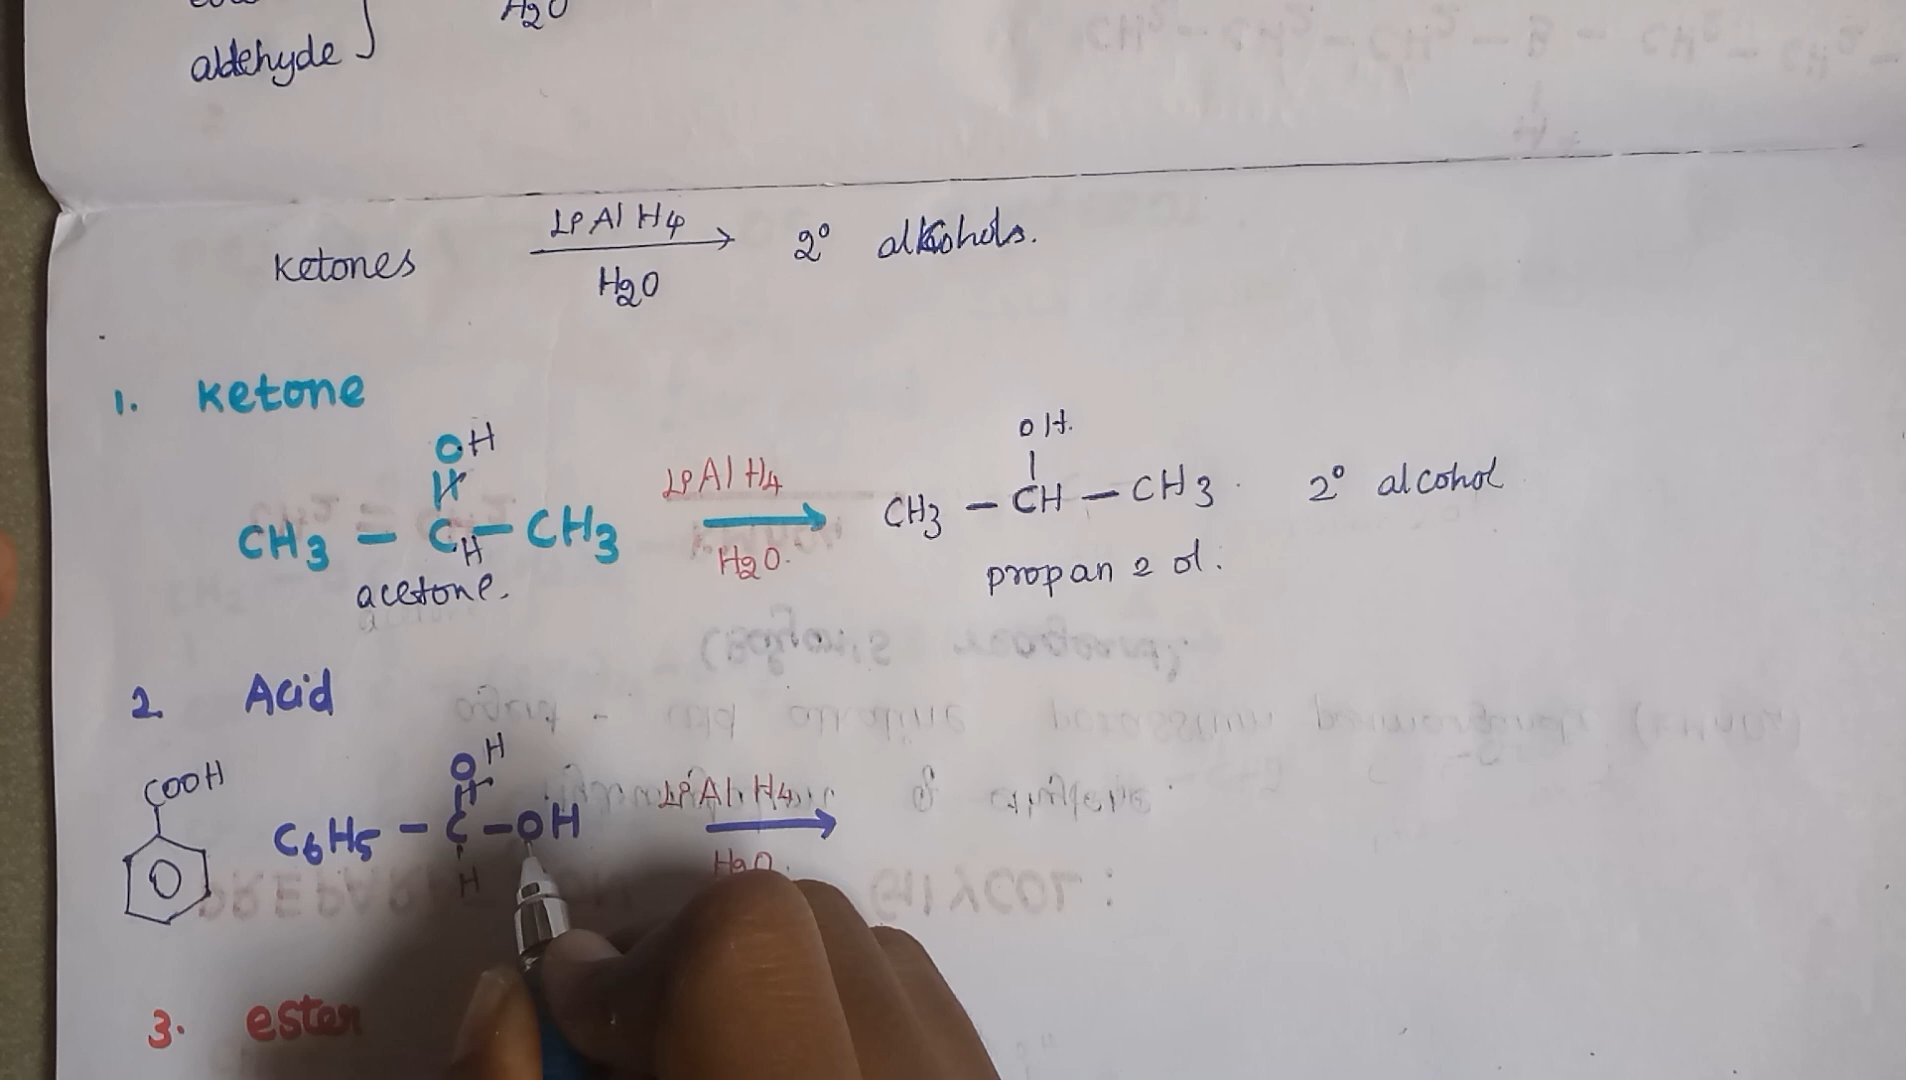 aldehyde
H2O
LiAlH4
ketones 2° alcohols.
H2O
1. Ketone
OH
OH.
LiAlH4
CH3 - CH - CH3 CH3 - CH - CH3 2° alcohol
H2O.
acetone. propan 2 ol.
2 Acid
COOH
OH
LiAlH4
C6H5 - C - OH
H
H2O.
3. ester